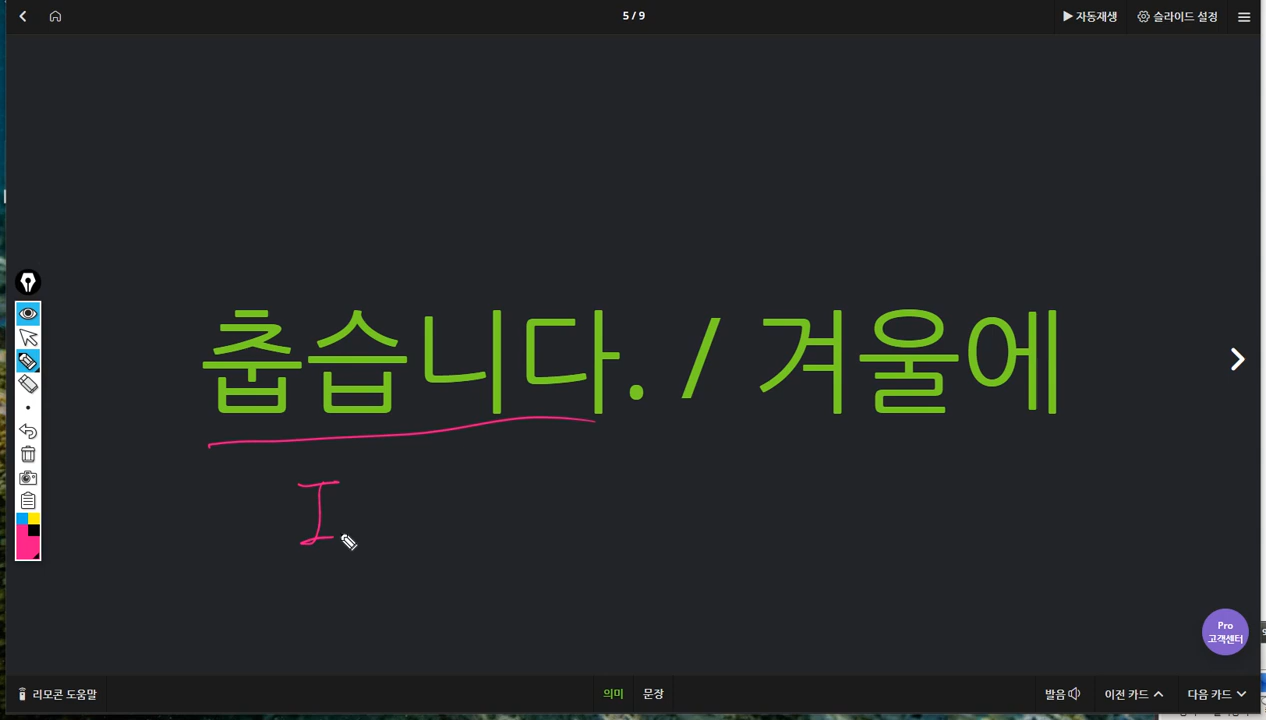 5 / 9
자동재생
슬라이드 설정
춥습니다. / 겨울에
I
Pro
고객센터
리모콘 도움말
의미
문장
발음
이전 카드
다음 카드